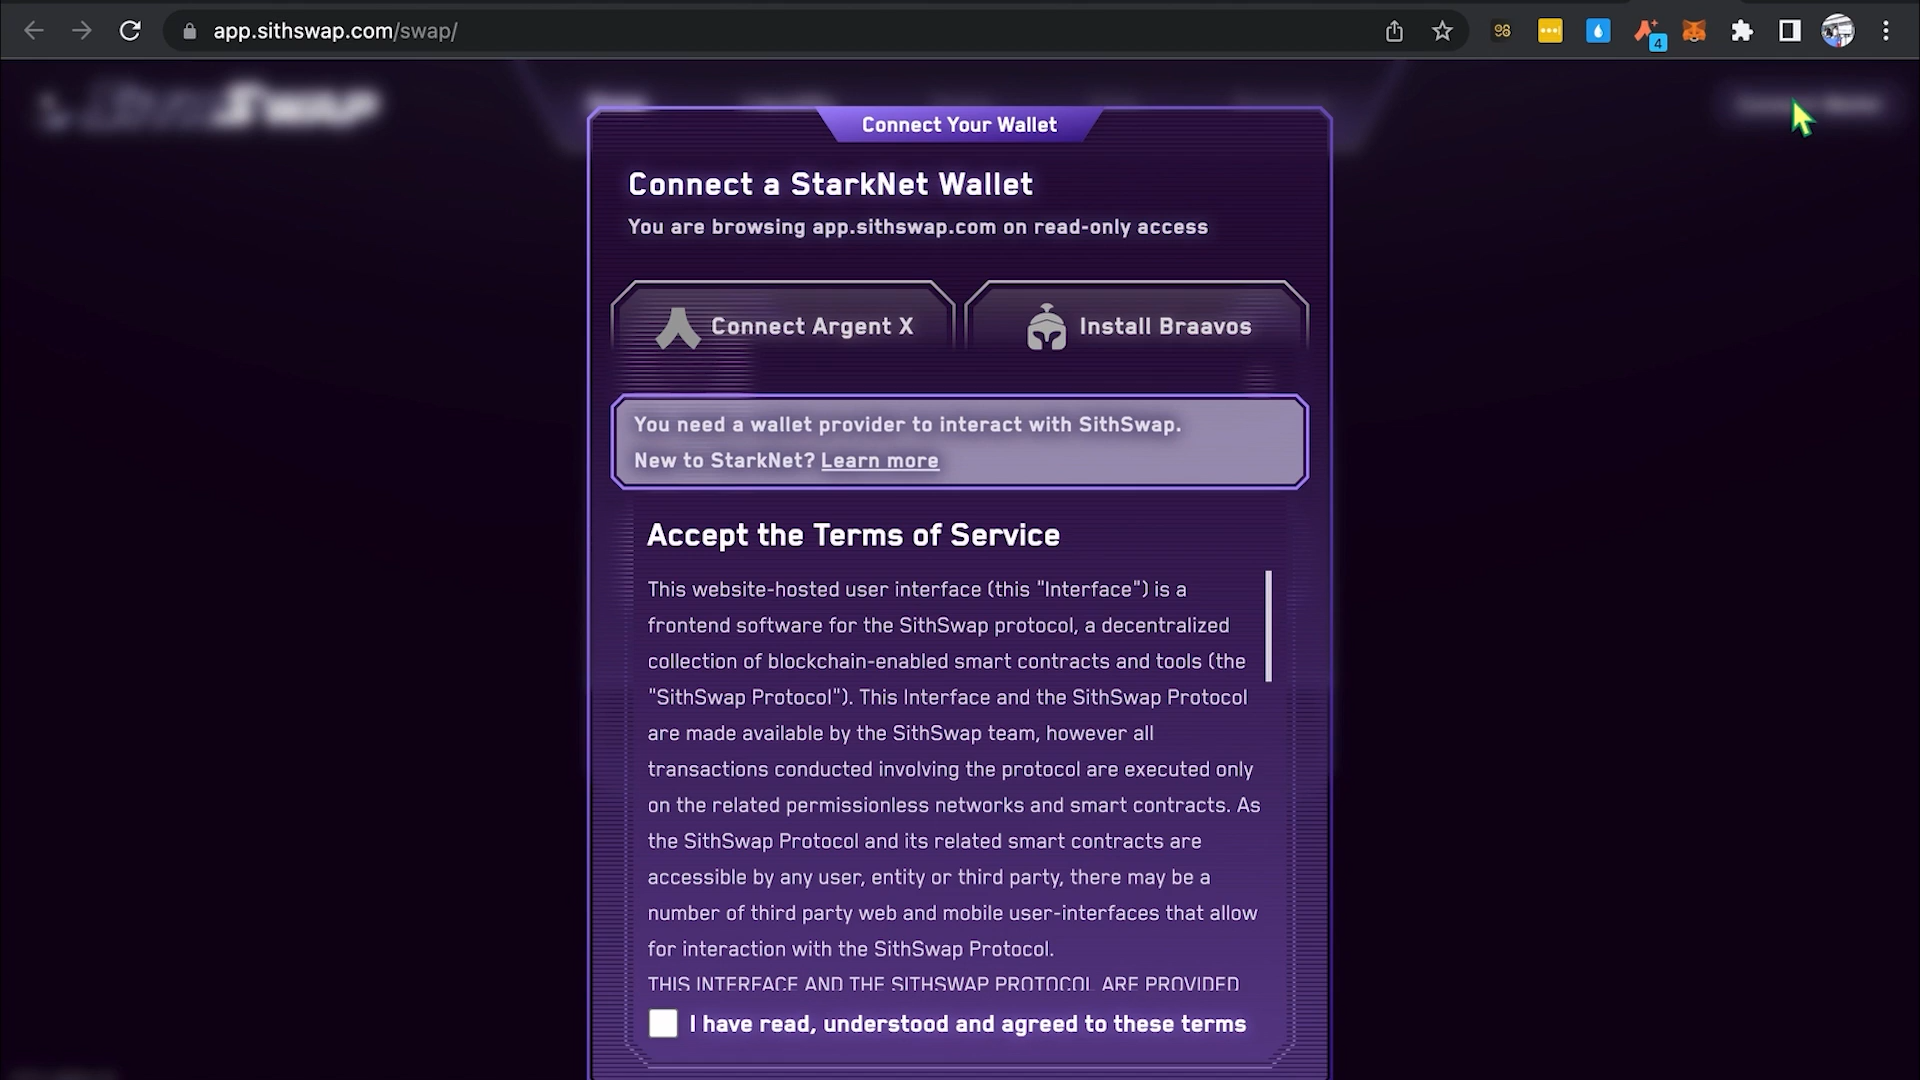 app.sithswap.com/swap/
4
Swap
Connect Your Wallet
Connect a StarkNet Wallet
You are browsing app.sithswap.com on read-only access
Connect Argent X
Install Braavos
You need a wallet provider to interact with SithSwap.
New to StarkNet? Learn more
Accept the Terms of Service
This website-hosted user interface (this "Interface") is a
frontend software for the SithSwap protocol, a decentralized
collection of blockchain-enabled smart contracts and tools (the
"SithSwap Protocol"). This Interface and the SithSwap Protocol
are made available by the SithSwap team, however all
transactions conducted involving the protocol are executed only
on the related permissionless networks and smart contracts. As
the SithSwap Protocol and its related smart contracts are
accessible by any user, entity or third party, there may be a
number of third party web and mobile user-interfaces that allow
for interaction with the SithSwap Protocol.
THIS INTERFACE AND THE SITHSWAP PROTOCOL ARE PROVIDED
I have read, understood and agreed to these terms